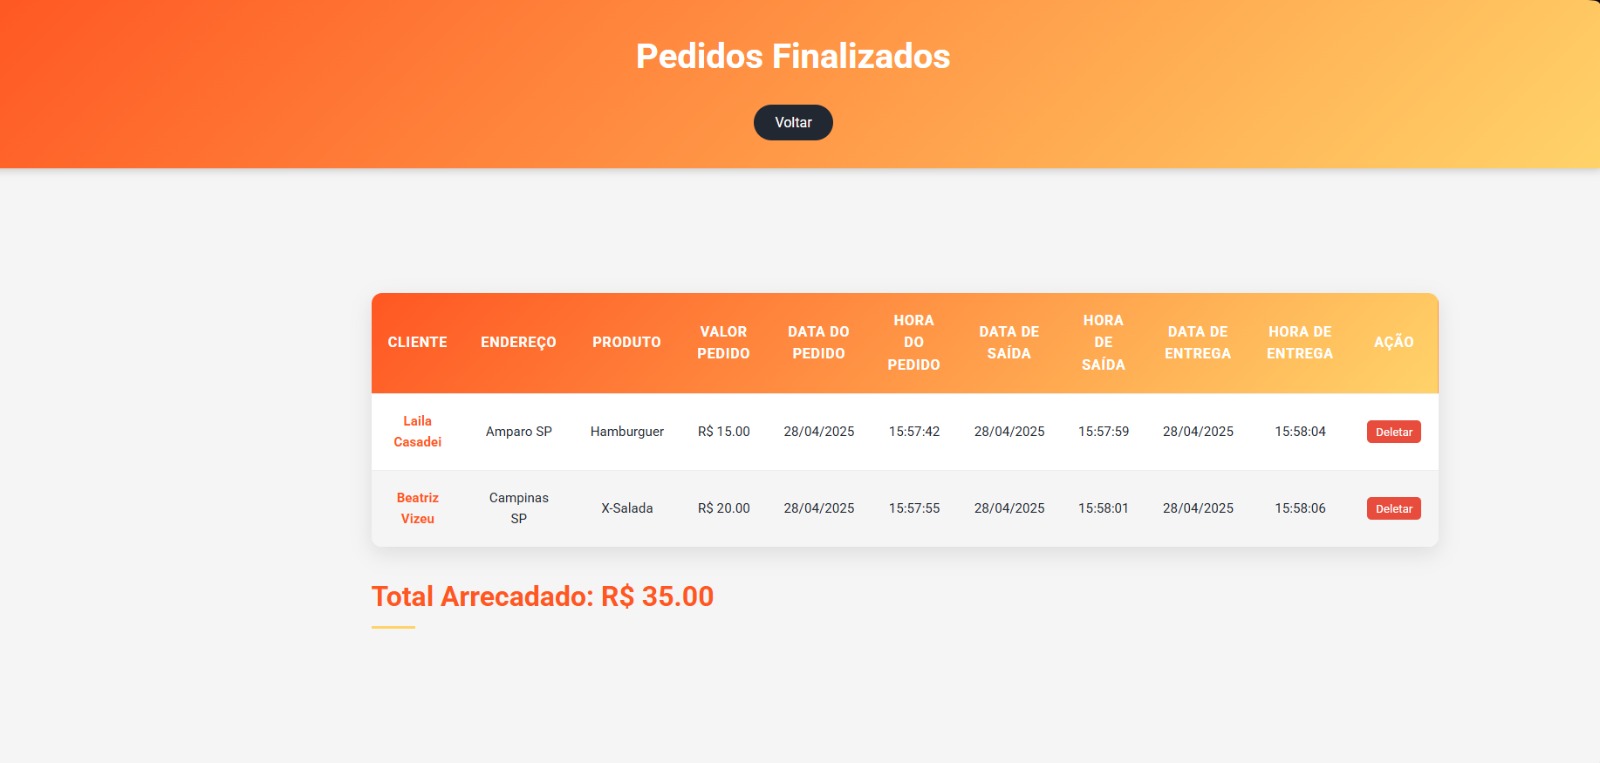 Pedidos Finalizados
Voltar
CLIENTE ENDEREÇO PRODUTO VALOR PEDIDO DATA DO PEDIDO HORA DO PEDIDO DATA DE SAÍDA HORA DE SAÍDA DATA DE ENTREGA HORA DE ENTREGA AÇÃO
Laila Casadei Amparo SP Hamburguer R$ 15.00 28/04/2025 15:57:42 28/04/2025 15:57:59 28/04/2025 15:58:04 Deletar
Beatriz Vizeu Campinas SP X-Salada R$ 20.00 28/04/2025 15:57:55 28/04/2025 15:58:01 28/04/2025 15:58:06 Deletar
Total Arrecadado: R$ 35.00